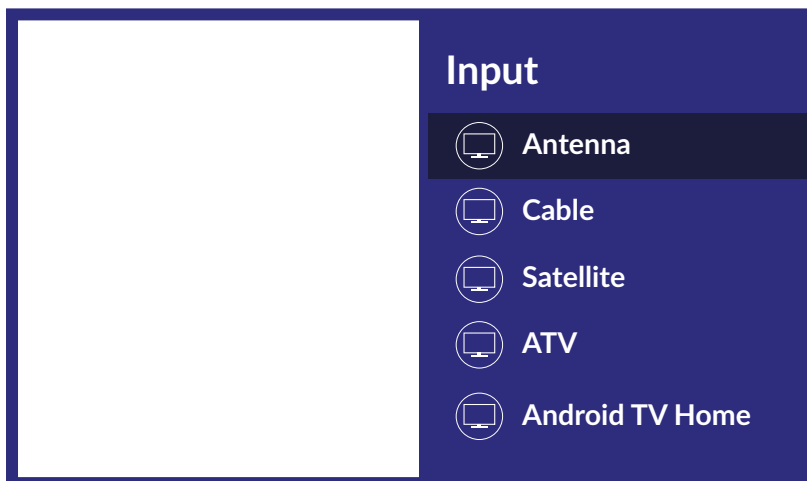 Input
Antenna
Cable
Satellite
ATV
Android TV Home